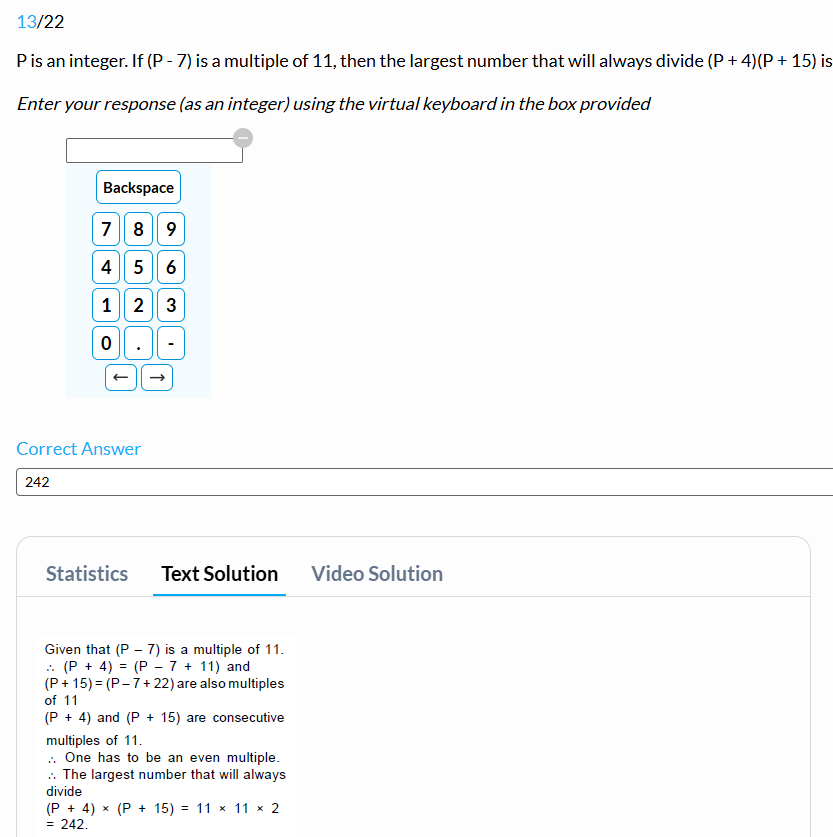 13/22
P is an integer. If (P - 7) is a multiple of 11, then the largest number that will always divide (P + 4)(P + 15) is
Enter your response (as an integer) using the virtual keyboard in the box provided
Backspace
7 8 9
4 5 6
1 2 3
0 . -
← →
Correct Answer
242
Statistics Text Solution Video Solution
Given that (P – 7) is a multiple of 11.
∴ (P + 4) = (P – 7 + 11) and
(P + 15) = (P – 7 + 22) are also multiples
of 11
(P + 4) and (P + 15) are consecutive
multiples of 11.
∴ One has to be an even multiple.
∴ The largest number that will always
divide
(P + 4) × (P + 15) = 11 × 11 × 2
= 242.